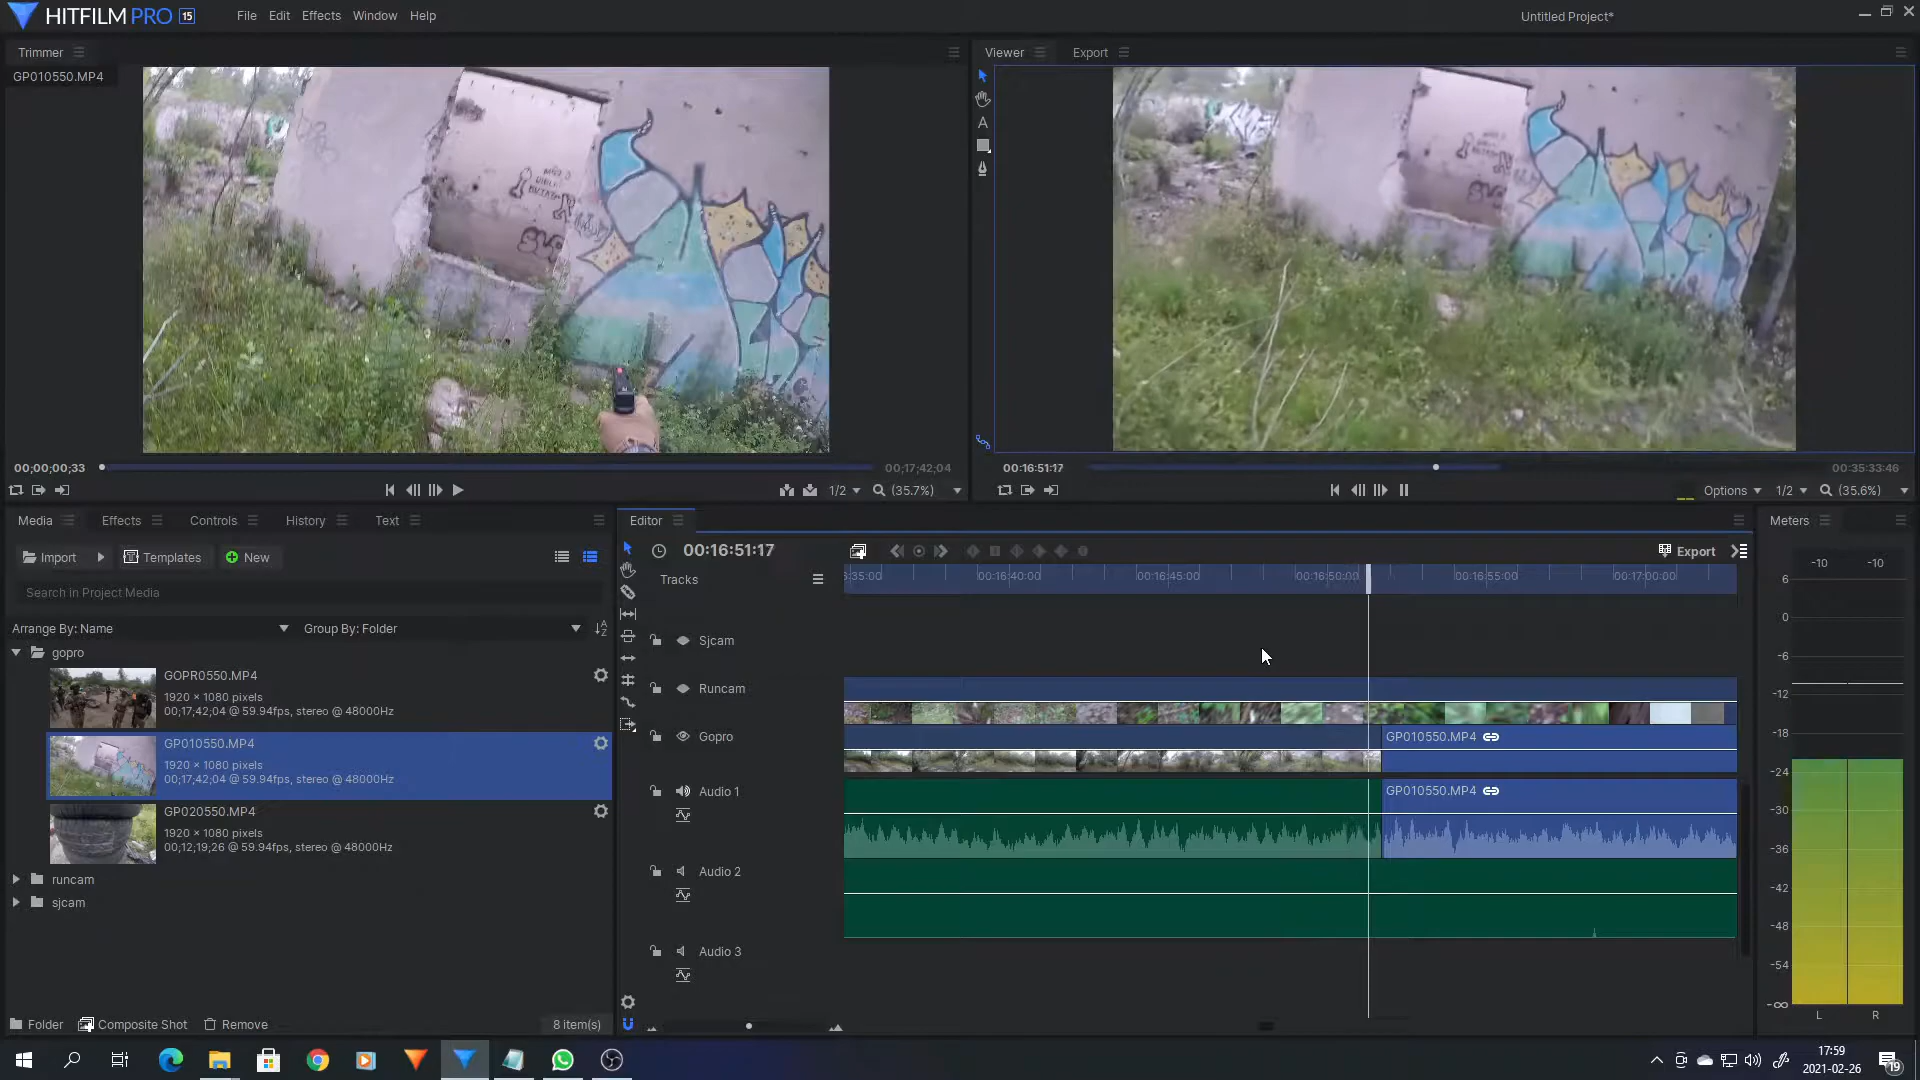 HITFILM PRO 15
File Edit Effects Window Help
Untitled Project*
Trimmer
GP010550.MP4
00;00;00;33
00;17;42;04
1/2
(35.7%)
Viewer
Export
A
00:16:51:17
00:35:33:46
Options
1/2
(35.6%)
Media
Effects
Controls
History
Text
Import
Templates
New
Search in Project Media
Arrange By: Name
Group By: Folder
gopro
GOPR0550.MP4
1920 × 1080 pixels
00;17;42;04 @ 59.94fps, stereo @ 48000Hz
GP010550.MP4
1920 × 1080 pixels
00;17;42;04 @ 59.94fps, stereo @ 48000Hz
GP020550.MP4
1920 × 1080 pixels
00;12;19;26 @ 59.94fps, stereo @ 48000Hz
runcam
sjcam
Folder
Composite Shot
Remove
8 item(s)
Editor
00:16:51:17
Export
Tracks
:35:00
00:16:40:00
00:16:45:00
00:16:50:00
00:16:55:00
00:17:00:00
Sjcam
Runcam
Gopro
GP010550.MP4
Audio 1
GP010550.MP4
Audio 2
Audio 3
Meters
-10
-10
6
0
-6
-12
-18
-24
-30
-36
-42
-48
-54
-∞
L
R
17:59
2021-02-26
19